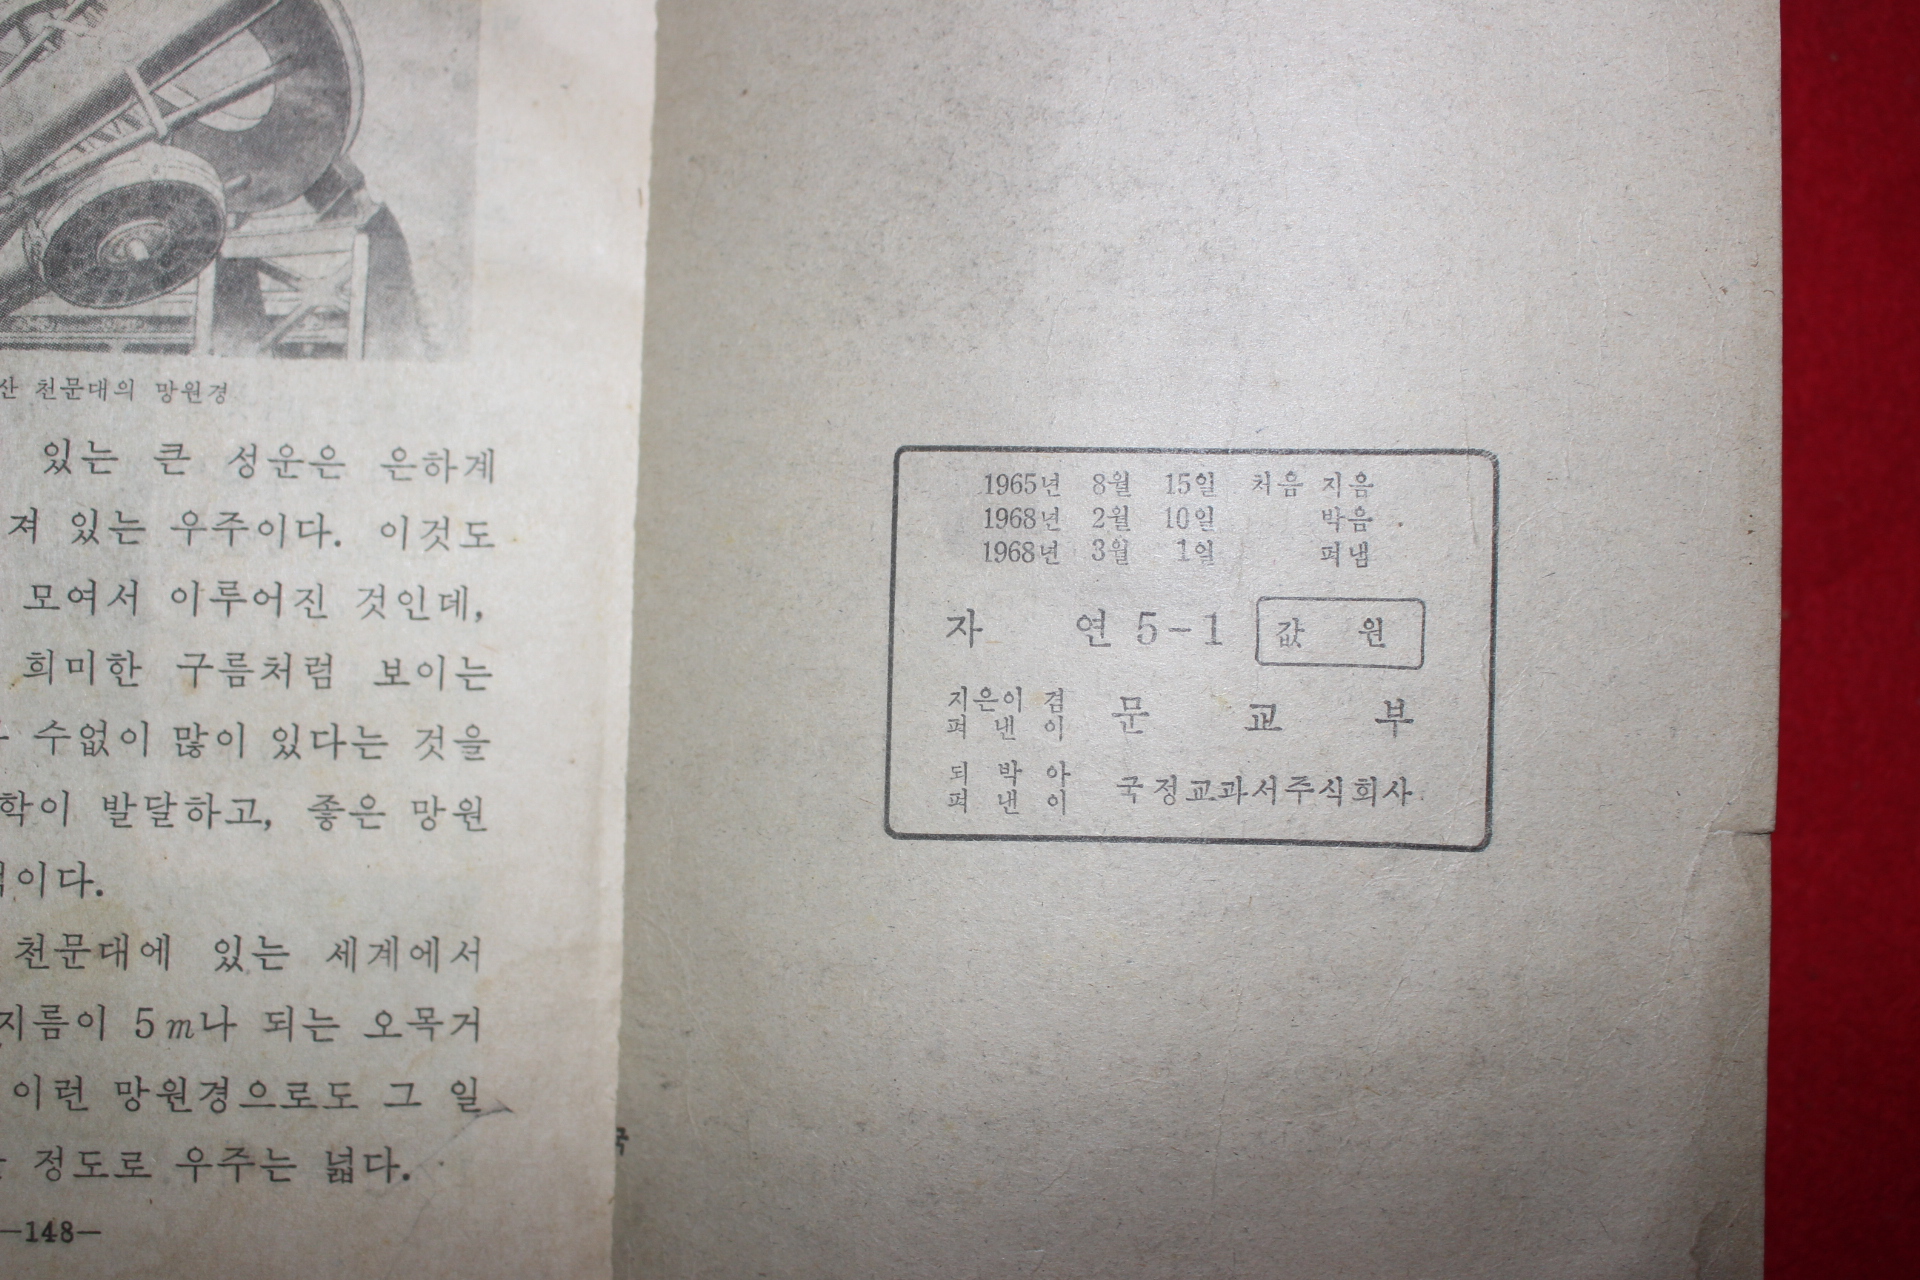 산 천문대의 망원경
있는 큰 성운은 은하계
져 있는 우주이다. 이것도
모여서 이루어진 것인데,
희미한 구름처럼 보이는
수없이 많이 있다는 것을
학이 발달하고, 좋은 망원
이다.
천문대에 있는 세계에서
지름이 5m나 되는 오목거
이런 망원경으로도 그 일
정도로 우주는 넓다.
—148—
국
1965년 8월 15일 처음 지음
1968년 2월 10일 박음
1968년 3월 1일 펴냄
자 연 5-1 값 원
지은이 겸
펴 낸 이
문 교 부
되 박 아
펴 낸 이
국정교과서주식회사